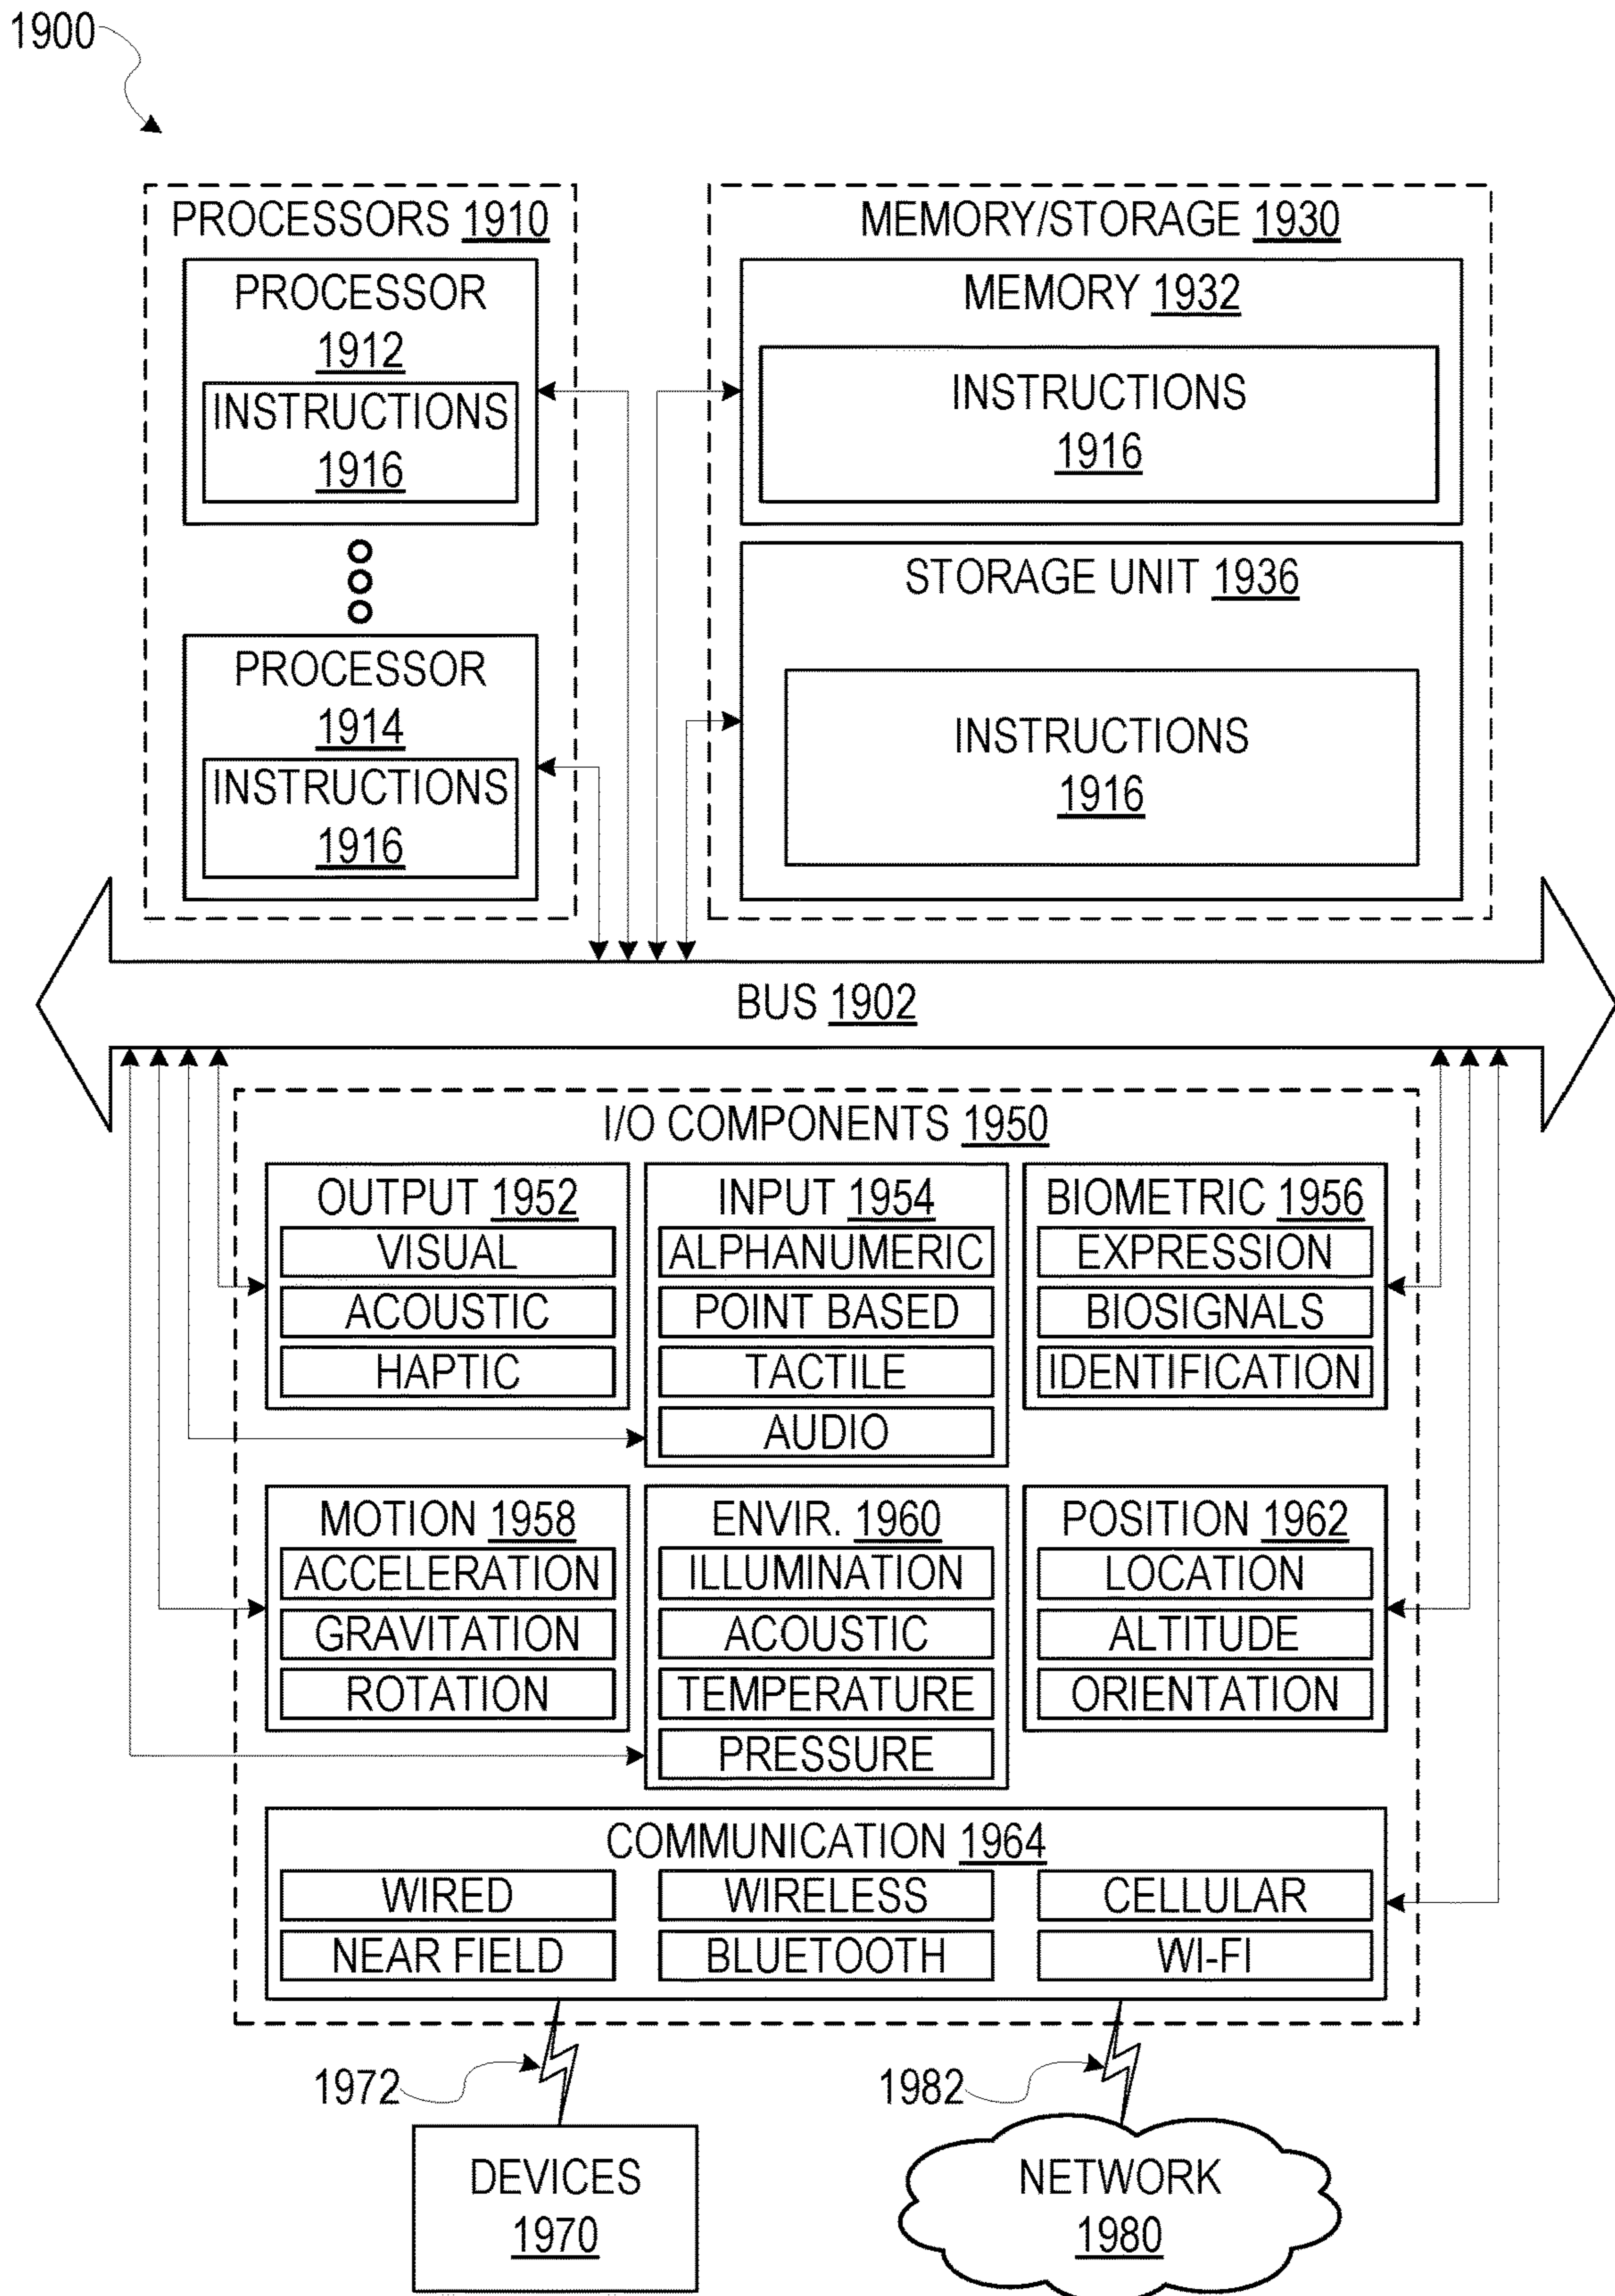 1900
PROCESSORS 1910
PROCESSOR
1912
INSTRUCTIONS
1916
PROCESSOR
1914
INSTRUCTIONS
1916
MEMORY/STORAGE 1930
MEMORY 1932
INSTRUCTIONS
1916
STORAGE UNIT 1936
INSTRUCTIONS
1916
BUS 1902
I/O COMPONENTS 1950
OUTPUT 1952
VISUAL
ACOUSTIC
HAPTIC
INPUT 1954
ALPHANUMERIC
POINT BASED
TACTILE
AUDIO
BIOMETRIC 1956
EXPRESSION
BIOSIGNALS
IDENTIFICATION
MOTION 1958
ACCELERATION
GRAVITATION
ROTATION
ENVIR. 1960
ILLUMINATION
ACOUSTIC
TEMPERATURE
PRESSURE
POSITION 1962
LOCATION
ALTITUDE
ORIENTATION
COMMUNICATION 1964
WIRED
WIRELESS
CELLULAR
NEAR FIELD
BLUETOOTH
WI-FI
1972
1982
DEVICES
1970
NETWORK
1980